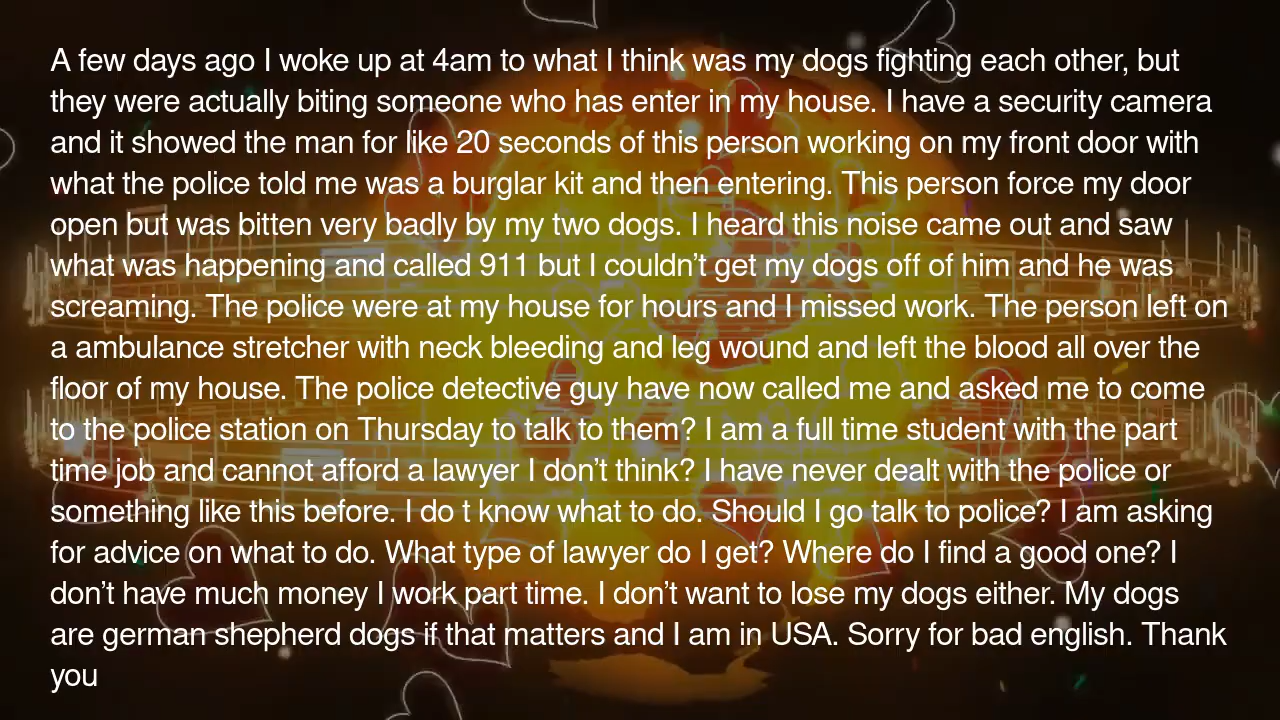 A few days ago I woke up at 4am to what I think was my dogs fighting each other, but
they were actually biting someone who has enter in my house. I have a security camera
and it showed the man for like 20 seconds of this person working on my front door with
what the police told me was a burglar kit and then entering. This person force my door
open but was bitten very badly by my two dogs. I heard this noise came out and saw
what was happening and called 911 but I couldn’t get my dogs off of him and he was
screaming. The police were at my house for hours and I missed work. The person left on
a ambulance stretcher with neck bleeding and leg wound and left the blood all over the
floor of my house. The police detective guy have now called me and asked me to come
to the police station on Thursday to talk to them? I am a full time student with the part
time job and cannot afford a lawyer I don’t think? I have never dealt with the police or
something like this before. I do t know what to do. Should I go talk to police? I am asking
for advice on what to do. What type of lawyer do I get? Where do I find a good one? I
don’t have much money I work part time. I don’t want to lose my dogs either. My dogs
are german shepherd dogs if that matters and I am in USA. Sorry for bad english. Thank
you